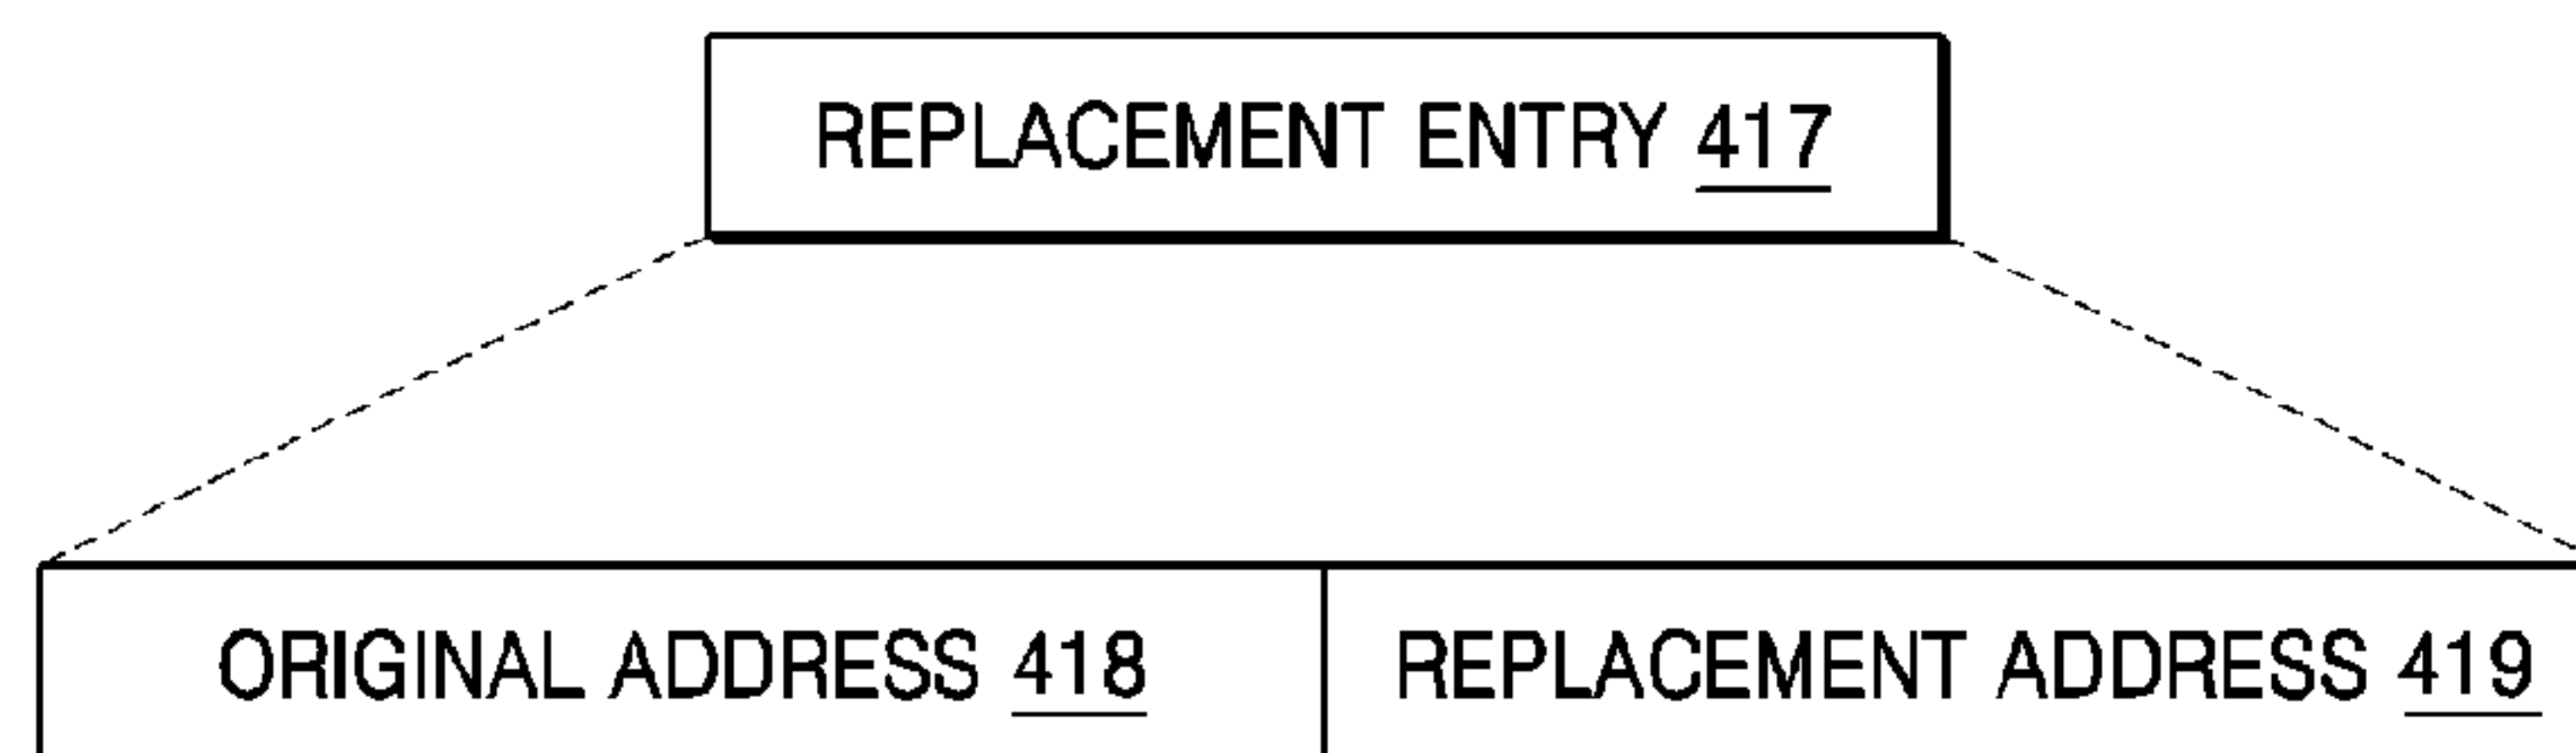 REPLACEMENT ENTRY 417
ORIGINAL ADDRESS 418
REPLACEMENT ADDRESS 419